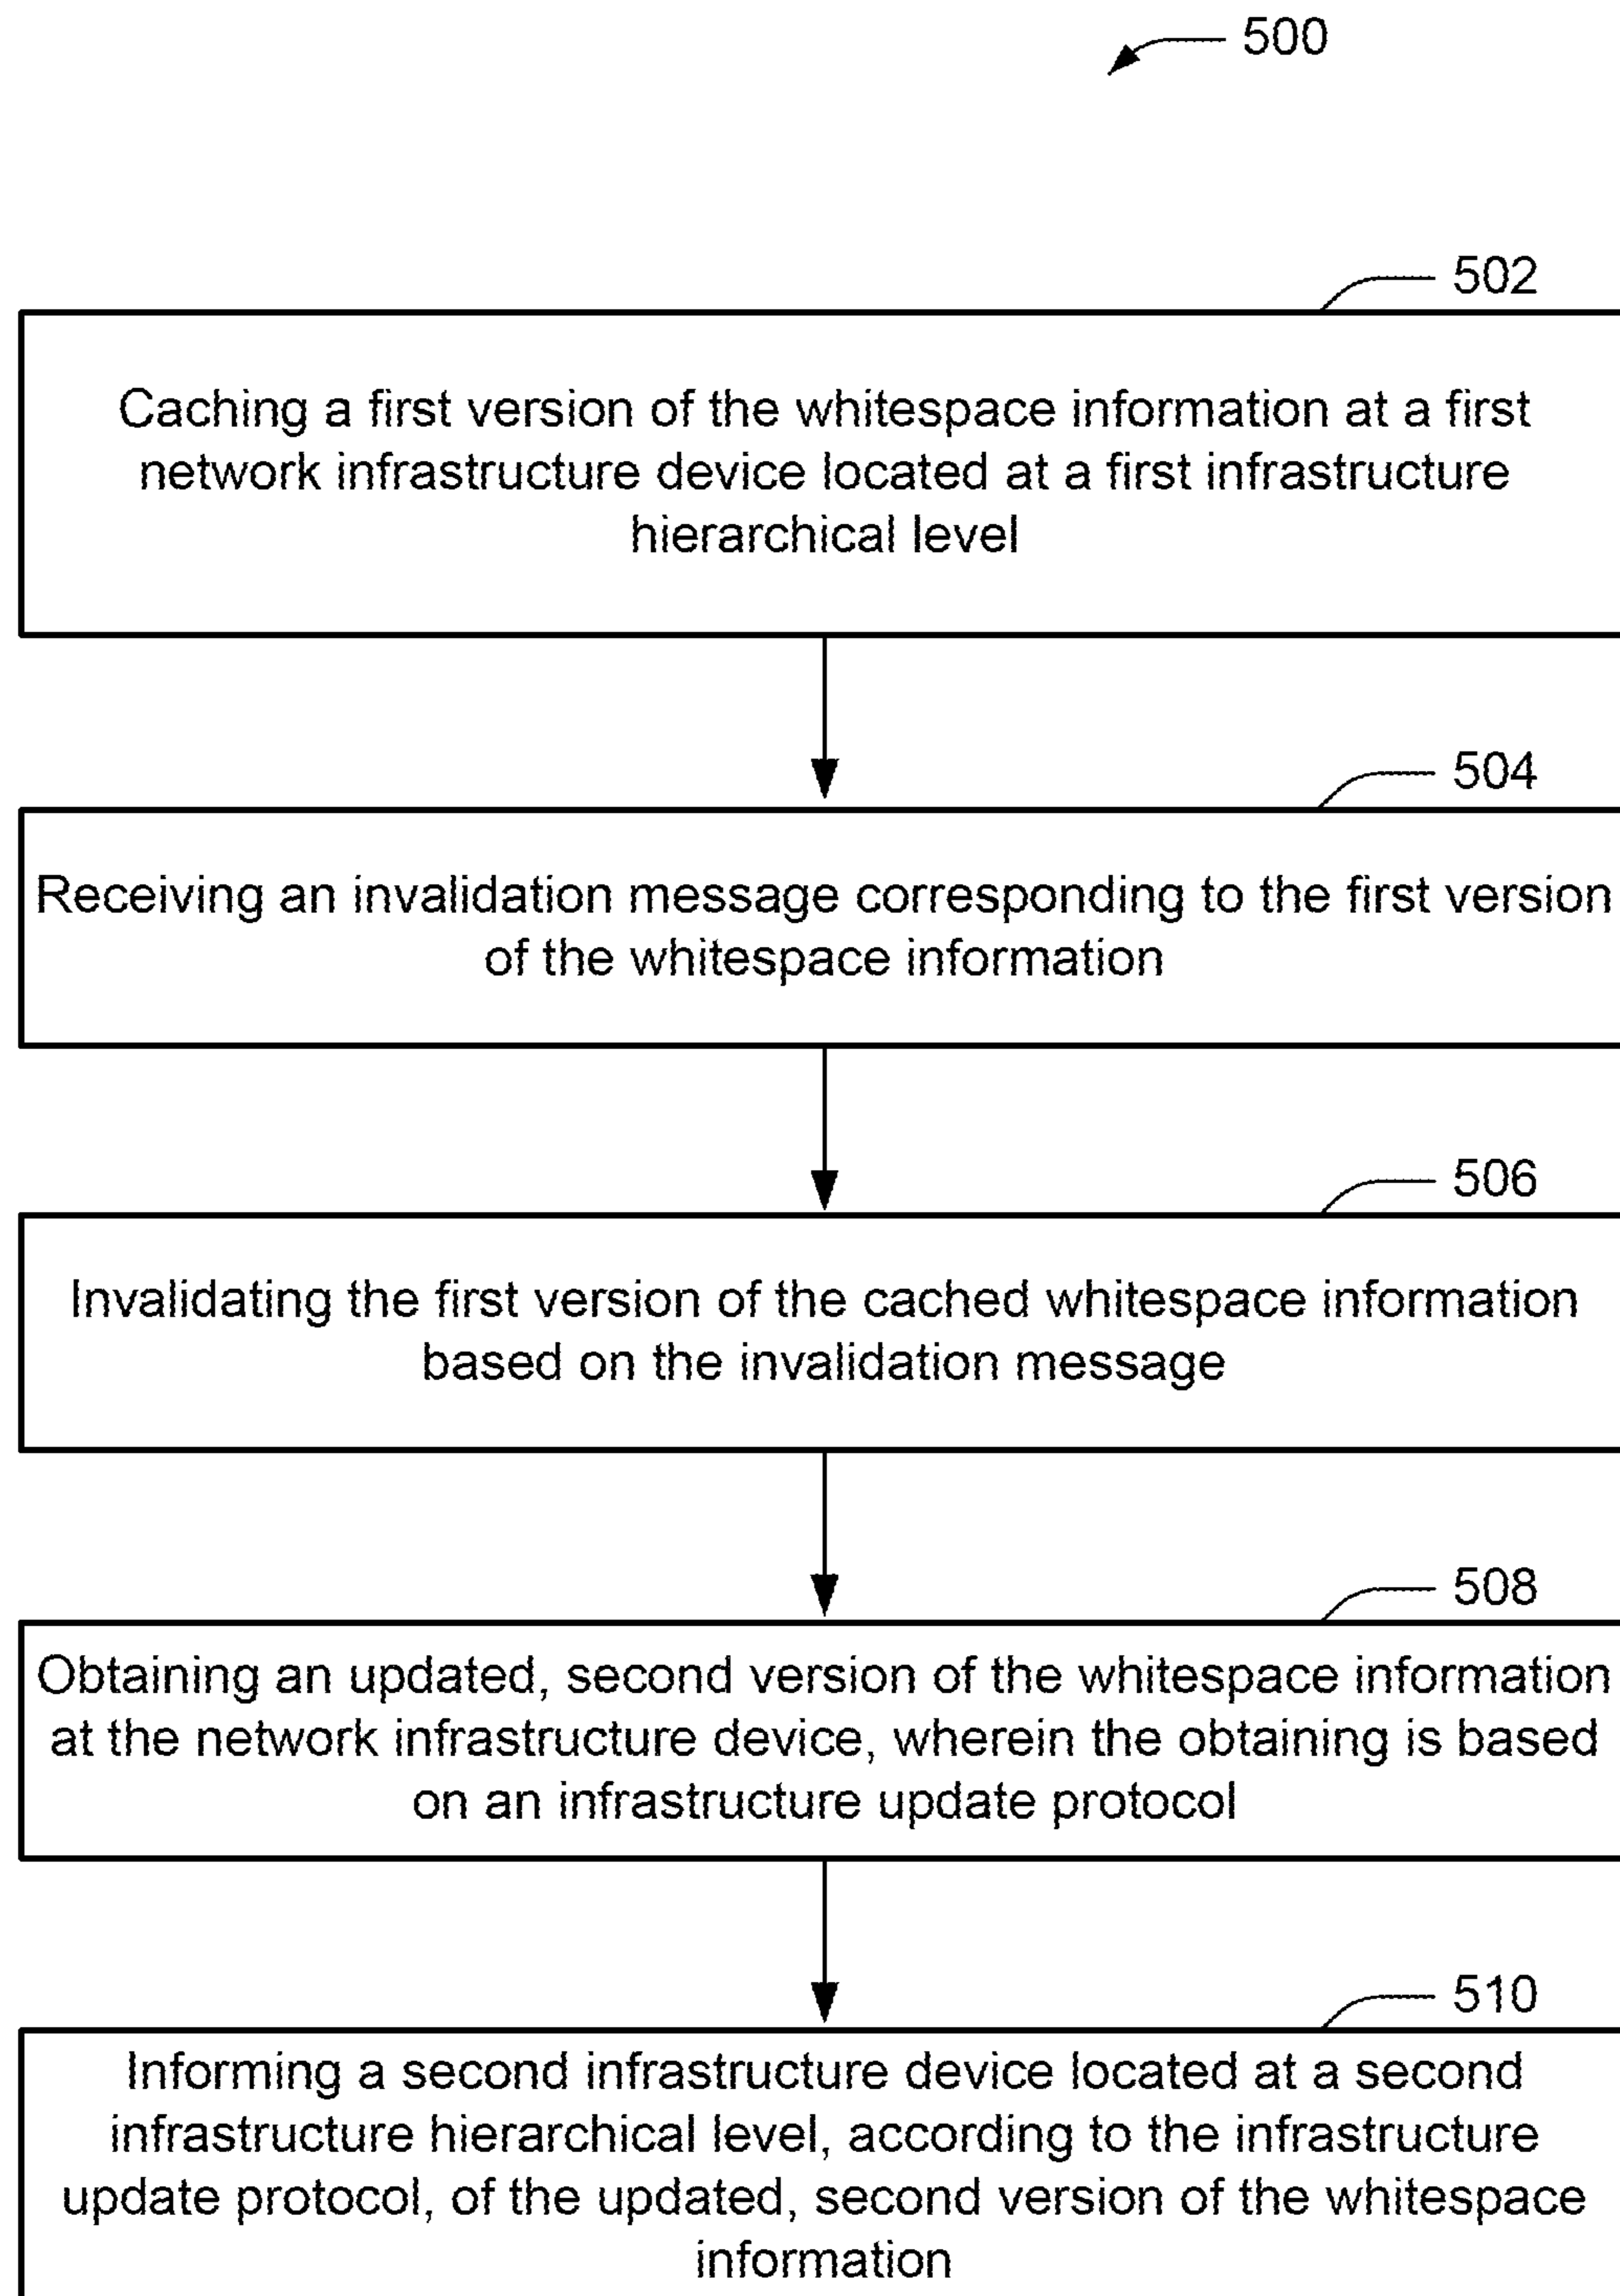 500
502
Caching a first version of the whitespace information at a first
network infrastructure device located at a first infrastructure
hierarchical level
504
Receiving an invalidation message corresponding to the first version
of the whitespace information
506
Invalidating the first version of the cached whitespace information
based on the invalidation message
508
Obtaining an updated, second version of the whitespace information
at the network infrastructure device, wherein the obtaining is based
on an infrastructure update protocol
510
Informing a second infrastructure device located at a second
infrastructure hierarchical level, according to the infrastructure
update protocol, of the updated, second version of the whitespace
information